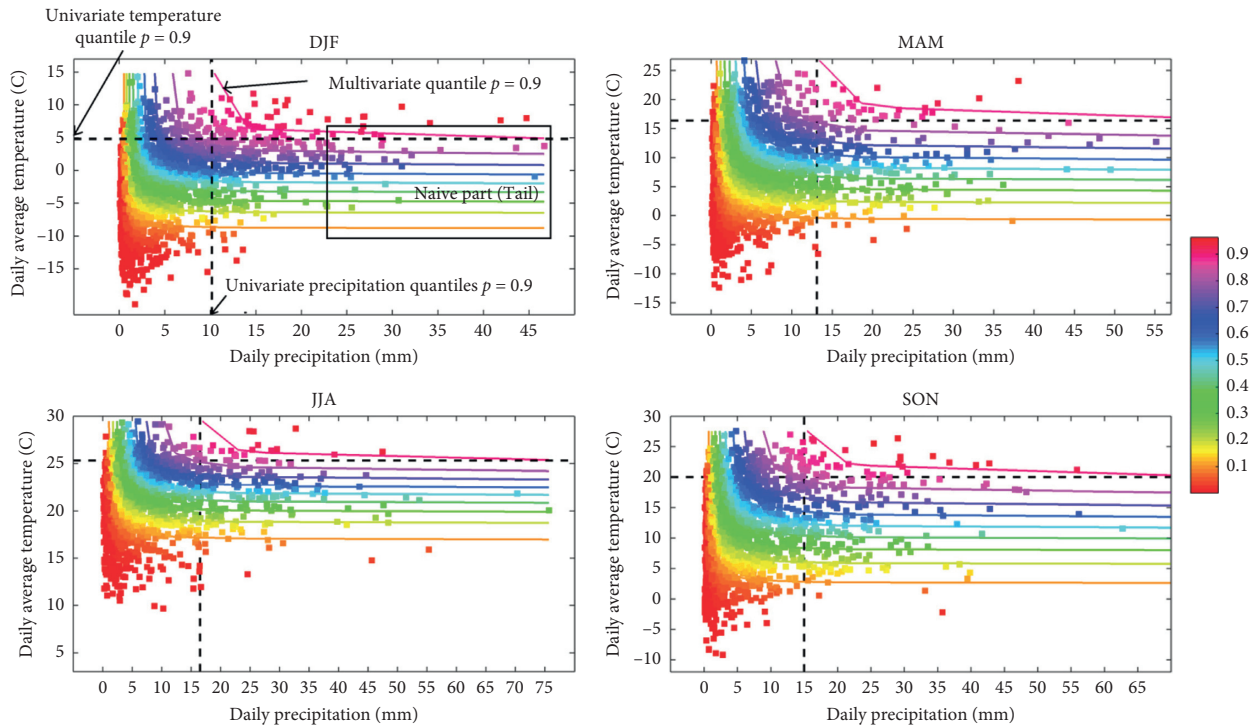 Univariate temperature
quantile p = 0.9
DJF
Multivariate quantile p = 0.9
Naive part (Tail)
Univariate precipitation quantiles p = 0.9
15
10
5
0
−5
−10
−15
Daily average temperature (C)
0 5 10 15 20 25 30 35 40 45
Daily precipitation (mm)
MAM
25
20
15
10
5
0
−5
−10
−15
Daily average temperature (C)
0 5 10 15 20 25 30 35 40 45 50 55
Daily precipitation (mm)
JJA
30
25
20
15
10
5
Daily average temperature (C)
0 5 10 15 20 25 30 35 40 45 50 55 60 65 70 75
Daily precipitation (mm)
SON
30
25
20
15
10
5
0
−5
−10
Daily average temperature (C)
0 5 10 15 20 25 30 35 40 45 50 55 60 65
Daily precipitation (mm)
0.9
0.8
0.7
0.6
0.5
0.4
0.3
0.2
0.1